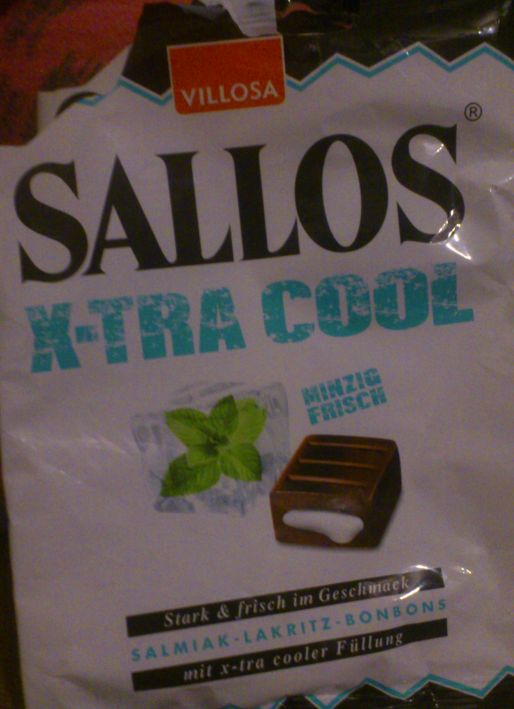 VILLOSA
SALLOS®
X-TRA COOL
MINZIG
FRISCH
Stark & frisch im Geschmack
SALMIAK-LAKRITZ-BONBONS
mit x-tra cooler Füllung